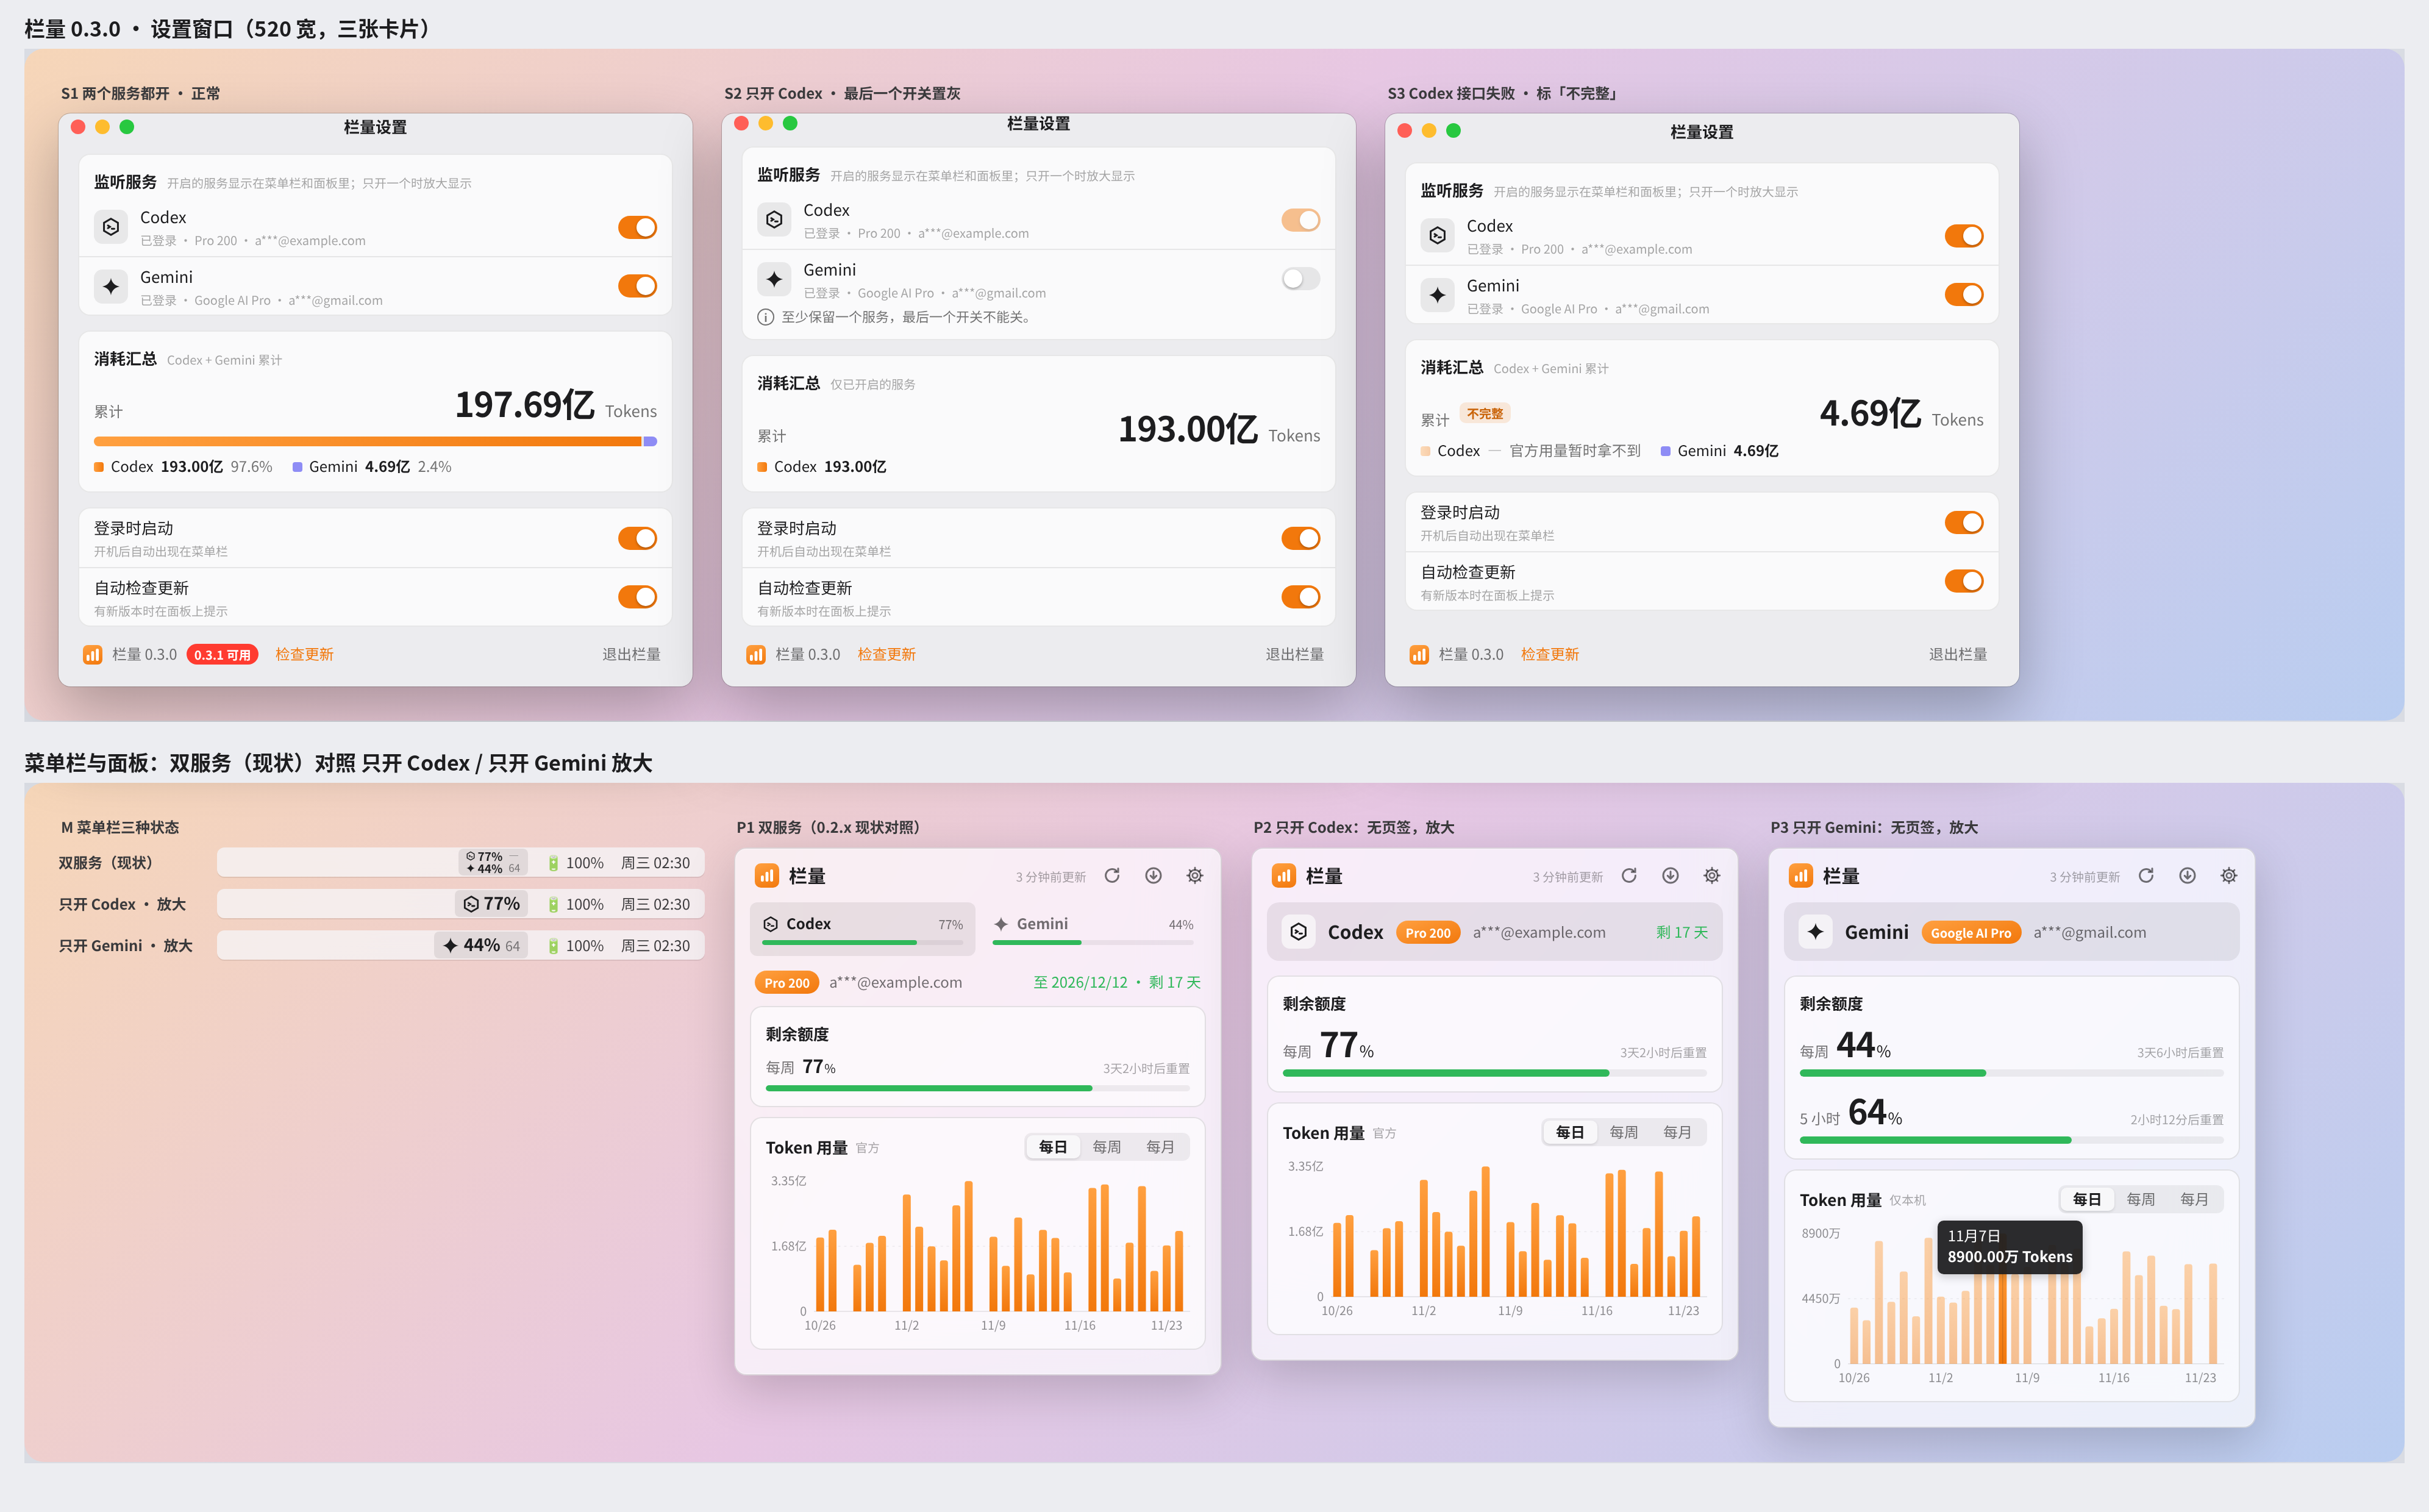 栏量 0.3.0 · 设置窗口（520 宽，三张卡片）
S1 两个服务都开 · 正常
栏量设置
监听服务 开启的服务显示在菜单栏和面板里；只开一个时放大显示
Codex
已登录 · Pro 200 · a***@example.com
Gemini
已登录 · Google AI Pro · a***@gmail.com
消耗汇总 Codex + Gemini 累计
累计 197.69亿 Tokens
Codex 193.00亿 97.6% Gemini 4.69亿 2.4%
登录时启动
开机后自动出现在菜单栏
自动检查更新
有新版本时在面板上提示
栏量 0.3.0 0.3.1 可用 检查更新 退出栏量
S2 只开 Codex · 最后一个开关置灰
栏量设置
监听服务 开启的服务显示在菜单栏和面板里；只开一个时放大显示
Codex
已登录 · Pro 200 · a***@example.com
Gemini
已登录 · Google AI Pro · a***@gmail.com
至少保留一个服务，最后一个开关不能关。
消耗汇总 仅已开启的服务
累计 193.00亿 Tokens
Codex 193.00亿
登录时启动
开机后自动出现在菜单栏
自动检查更新
有新版本时在面板上提示
栏量 0.3.0 检查更新 退出栏量
S3 Codex 接口失败 · 标「不完整」
栏量设置
监听服务 开启的服务显示在菜单栏和面板里；只开一个时放大显示
Codex
已登录 · Pro 200 · a***@example.com
Gemini
已登录 · Google AI Pro · a***@gmail.com
消耗汇总 Codex + Gemini 累计
累计 不完整 4.69亿 Tokens
Codex — 官方用量暂时拿不到 Gemini 4.69亿
登录时启动
开机后自动出现在菜单栏
自动检查更新
有新版本时在面板上提示
栏量 0.3.0 检查更新 退出栏量
菜单栏与面板：双服务（现状）对照 只开 Codex / 只开 Gemini 放大
M 菜单栏三种状态
双服务（现状） 77% — 100% 周三 02:30
44% 64
只开 Codex · 放大 77% 100% 周三 02:30
只开 Gemini · 放大 44% 64 100% 周三 02:30
P1 双服务（0.2.x 现状对照）
栏量 3 分钟前更新
Codex 77% Gemini 44%
Pro 200 a***@example.com 至 2026/12/12 · 剩 17 天
剩余额度
每周 77% 3天2小时后重置
Token 用量 官方 每日 每周 每月
3.35亿
1.68亿
0
10/26 11/2 11/9 11/16 11/23
P2 只开 Codex：无页签，放大
栏量 3 分钟前更新
Codex Pro 200 a***@example.com 剩 17 天
剩余额度
每周 77% 3天2小时后重置
Token 用量 官方 每日 每周 每月
3.35亿
1.68亿
0
10/26 11/2 11/9 11/16 11/23
P3 只开 Gemini：无页签，放大
栏量 3 分钟前更新
Gemini Google AI Pro a***@gmail.com
剩余额度
每周 44% 3天6小时后重置
5 小时 64% 2小时12分后重置
Token 用量 仅本机 每日 每周 每月
8900万
11月7日
8900.00万 Tokens
4450万
0
10/26 11/2 11/9 11/16 11/23